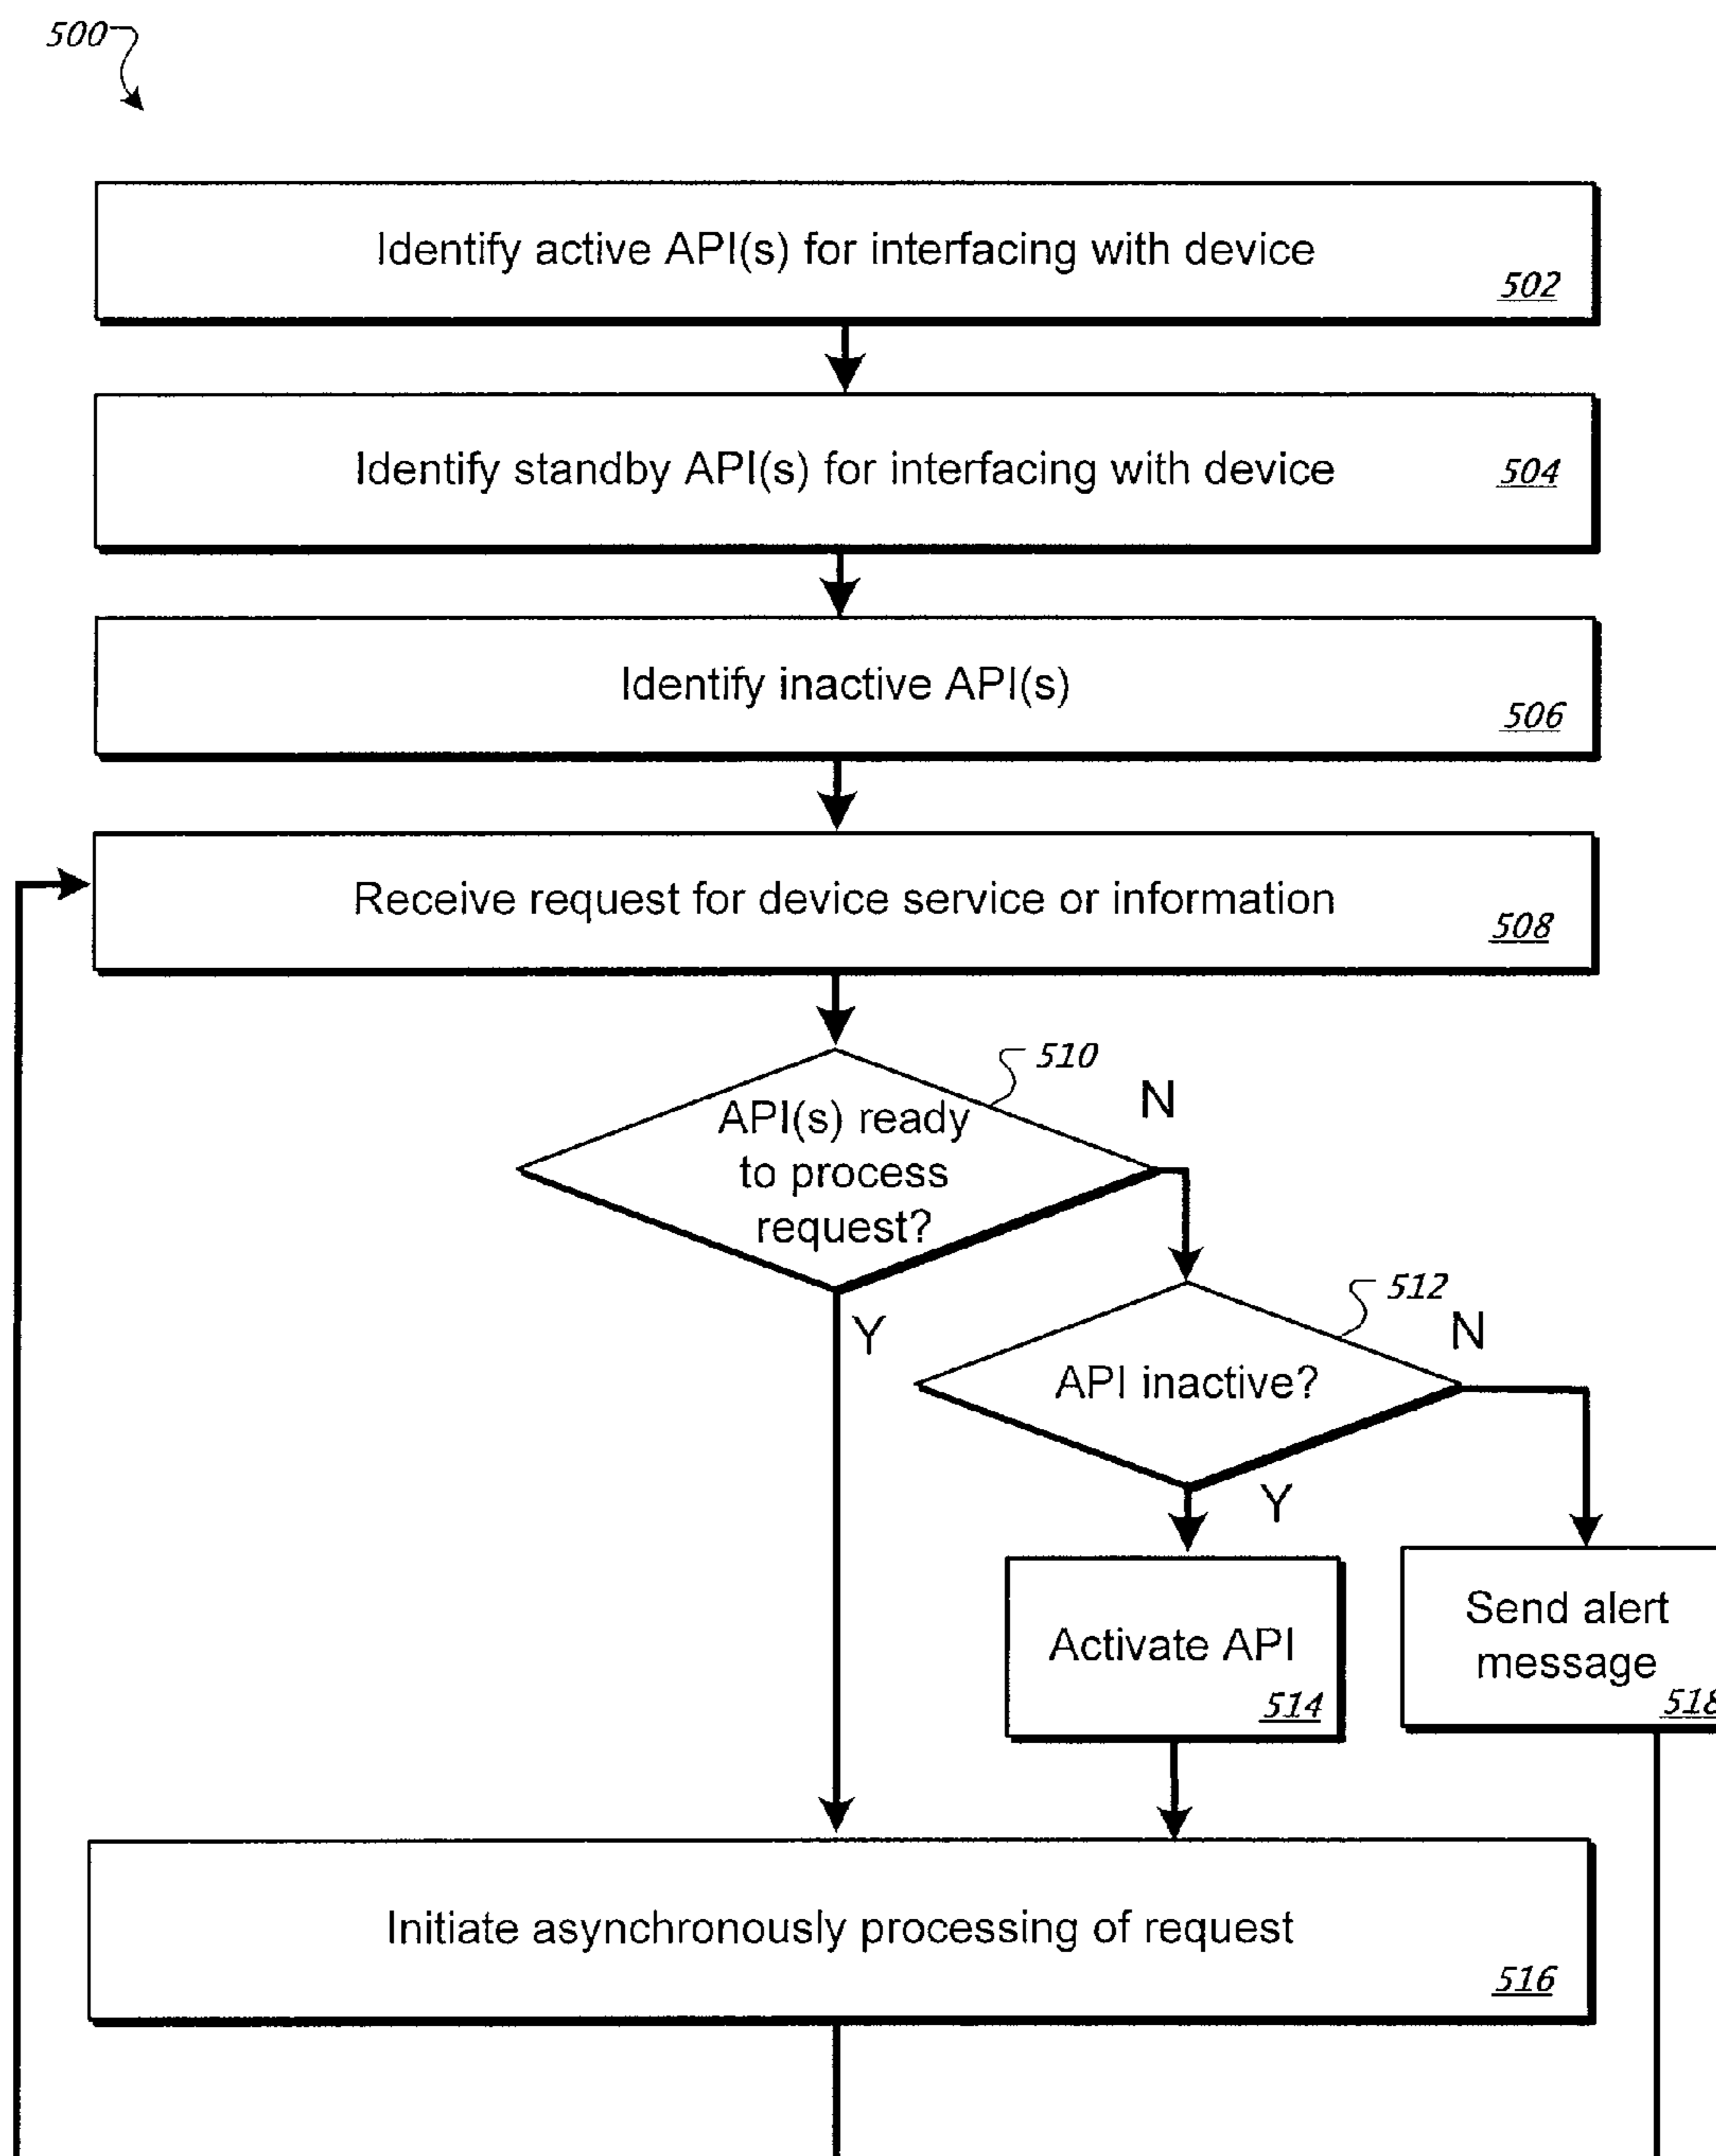 500
Identify active API(s) for interfacing with device
502
Identify standby API(s) for interfacing with device
504
Identify inactive API(s)
506
Receive request for device service or information
508
510
API(s) ready
to process
request?
N
Y
512
API inactive?
N
Y
Activate API
514
Send alert
message
518
Initiate asynchronously processing of request
516